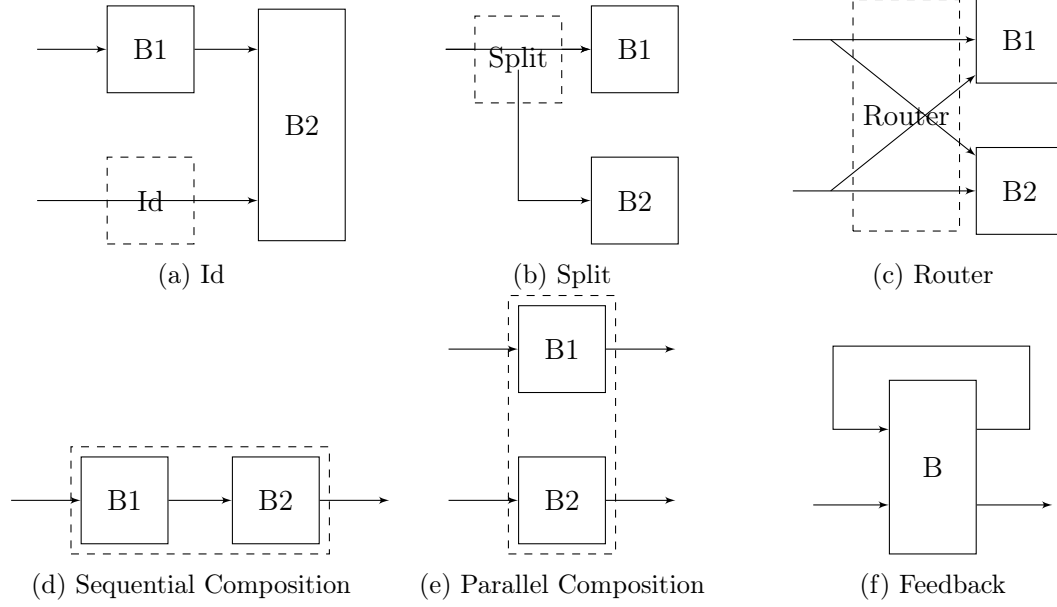 B1
B2
Id
(a) Id
Split
B1
B2
(b) Split
B1
Router
B2
(c) Router
B1 B2
(d) Sequential Composition
B1
B2
(e) Parallel Composition
B
(f) Feedback